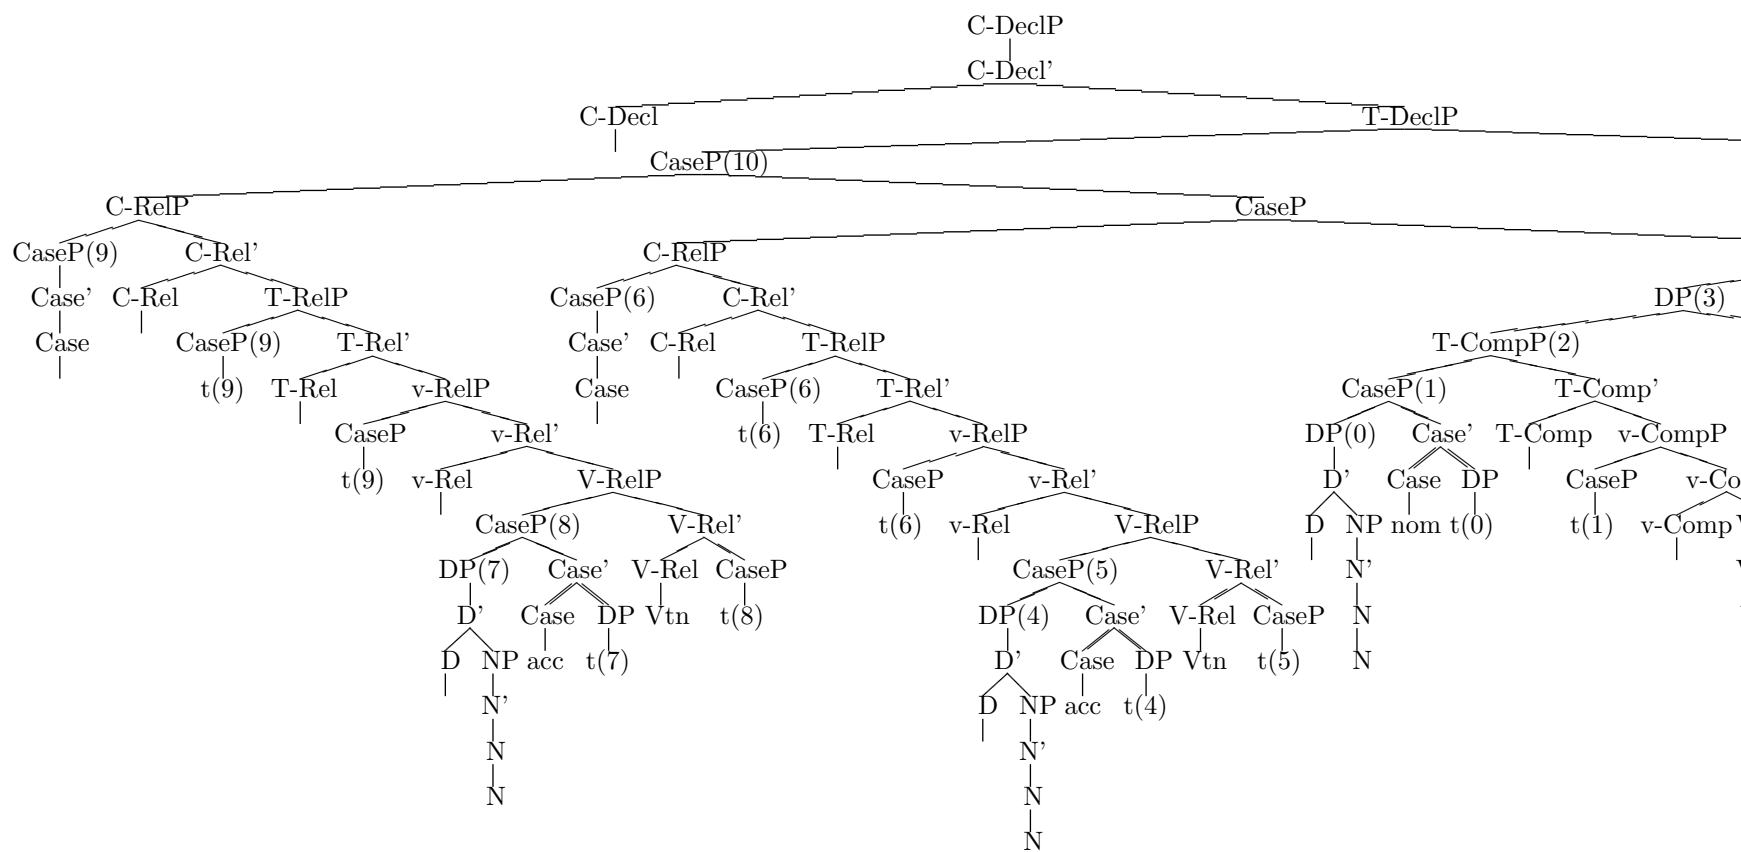 C-DeclP
C-Decl’
C-Decl T-DeclP
CaseP(10)
C-RelP CaseP
CaseP(9) C-Rel’ C-RelP
Case’ C-Rel T-RelP CaseP(6) C-Rel’ DP(3)
Case CaseP(9) T-Rel’ Case’ C-Rel T-RelP T-CompP(2)
t(9) T-Rel v-RelP Case CaseP(6) T-Rel’ CaseP(1) T-Comp’
CaseP v-Rel’ t(6) T-Rel v-RelP DP(0) Case’ T-Comp v-CompP
t(9) v-Rel V-RelP CaseP v-Rel’ D’ Case DP CaseP v-Co
CaseP(8) V-Rel’ t(6) v-Rel V-RelP D NP nom t(0) t(1) v-Comp
DP(7) Case’ V-Rel CaseP CaseP(5) V-Rel’ N’
D’ Case DP Vtn t(8) DP(4) Case’ V-Rel CaseP N
D NP acc t(7) D’ Case DP Vtn t(5) N
N’ D NP acc t(4)
N N’
N N
N